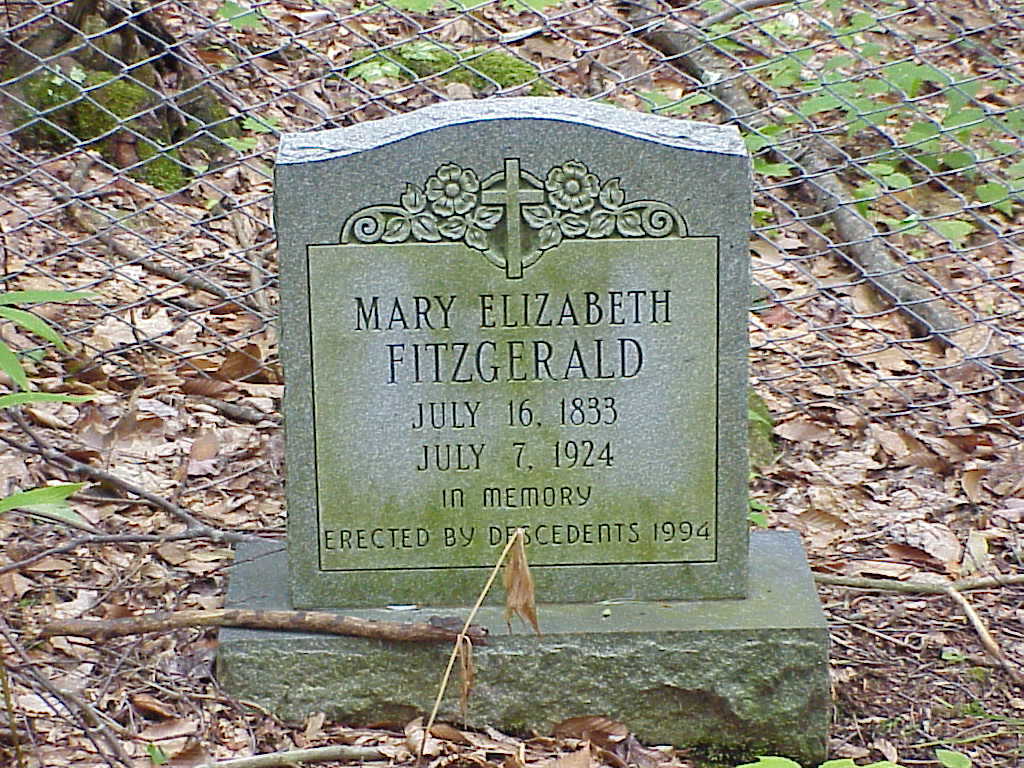 MARY ELIZABETH
FITZGERALD
JULY 16, 1833
JULY 7, 1924
IN MEMORY
ERECTED BY DESCEDENTS 1994